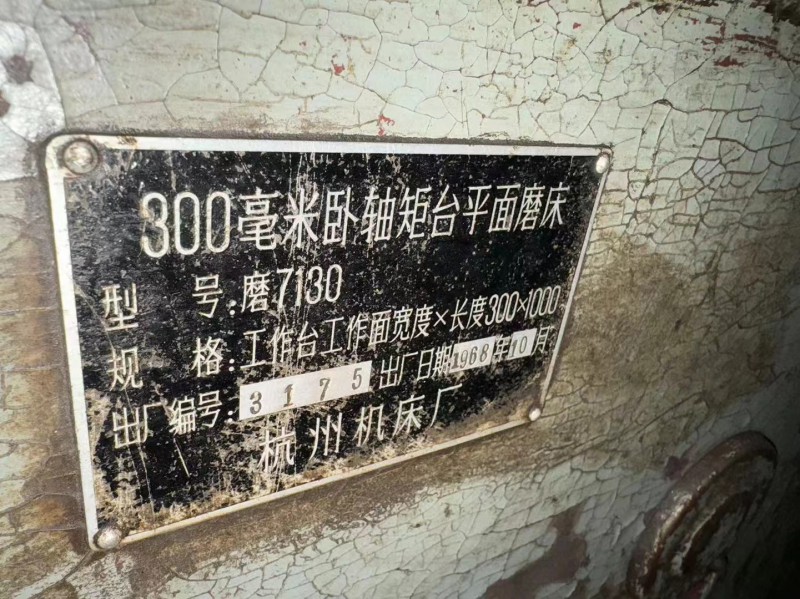 300毫米卧轴矩台平面磨床
型号:磨7130
规格:工作台工作面宽度×长度300×1000
出厂编号:3175 出厂日期1968年10月
杭州机床厂